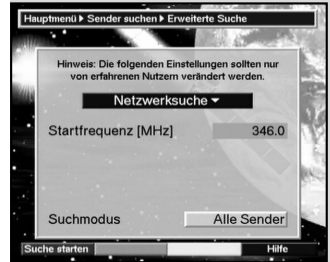 Hauptmenü ▸ Sender suchen ▸ Erweiterte Suche
Hinweis: Die folgenden Einstellungen sollten nur
von erfahrenen Nutzern verändert werden.
Netzwerksuche ▾
Startfrequenz [MHz] 346.0
Suchmodus Alle Sender
Suche starten Hilfe